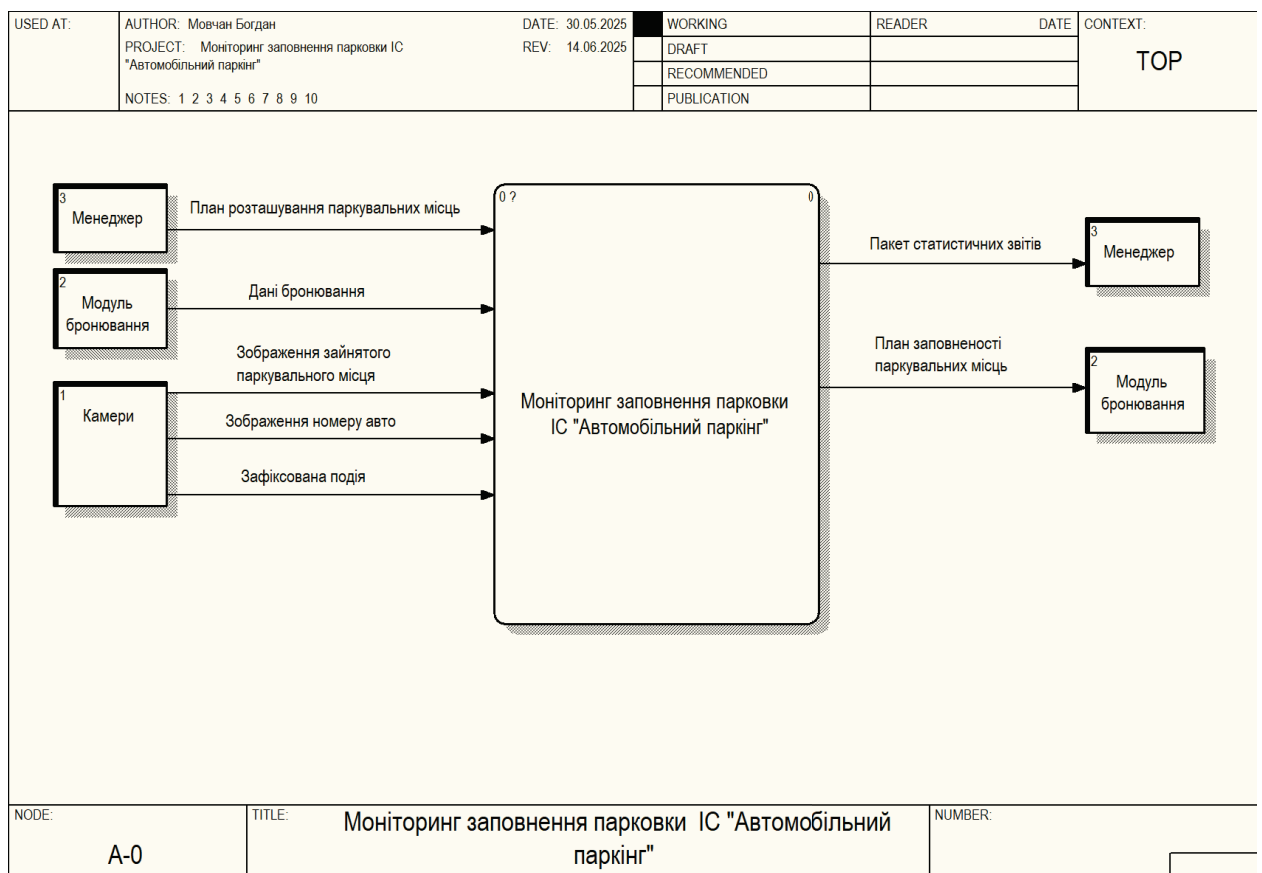 USED AT:
AUTHOR: Мовчан Богдан
DATE: 30.05.2025
PROJECT: Моніторинг заповнення парковки ІС
REV: 14.06.2025
"Автомобільний паркінг"
NOTES: 1 2 3 4 5 6 7 8 9 10
WORKING
DRAFT
RECOMMENDED
PUBLICATION
READER DATE
CONTEXT:
TOP
3
Менеджер
План розташування паркувальних місць
2
Модуль
бронювання
Дані бронювання
1
Камери
Зображення зайнятого
паркувального місця
Зображення номеру авто
Зафіксована подія
0 ?
0
Моніторинг заповнення парковки
ІС "Автомобільний паркінг"
Пакет статистичних звітів
3
Менеджер
План заповненості
паркувальних місць
2
Модуль
бронювання
NODE:
A-0
TITLE:
Моніторинг заповнення парковки ІС "Автомобільний
паркінг"
NUMBER: